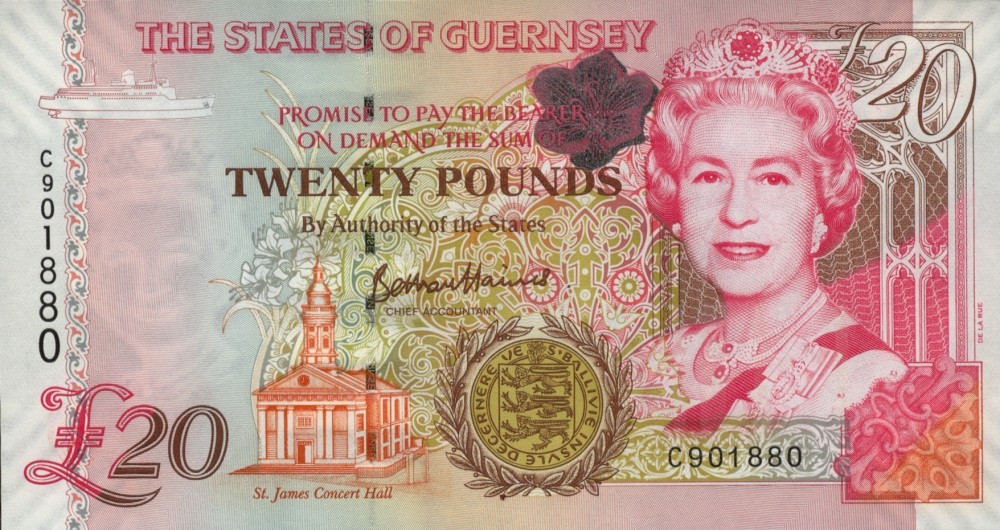 THE STATES OF GUERNSEY
£20
PROMISE TO PAY THE BEARER
ON DEMAND THE SUM OF
TWENTY POUNDS
By Authority of the States
Bethan Haines
CHIEF ACCOUNTANT
C901880
DE LA RUE
S'BALLIVIE INSVLE DEGERNERE VE
£20
St. James Concert Hall
C901880